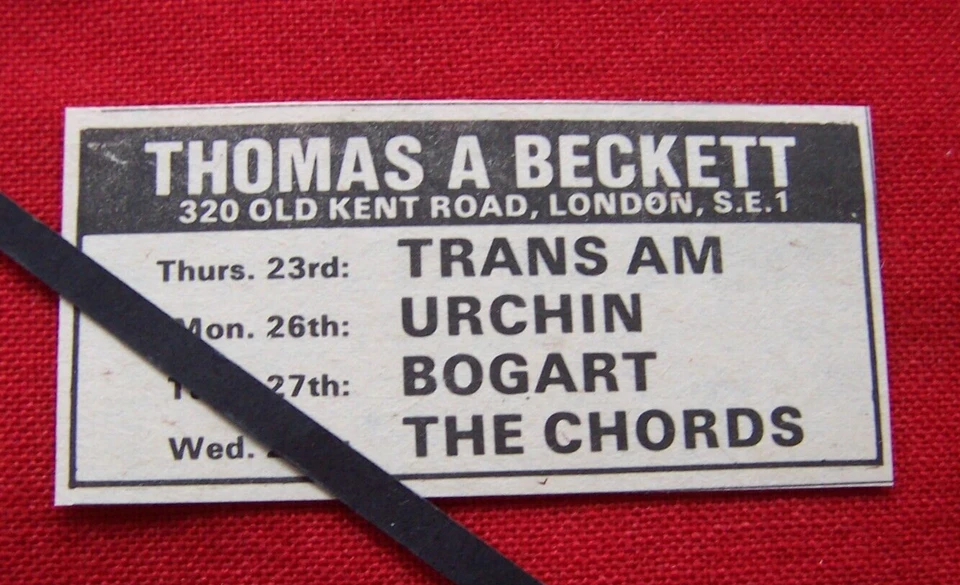 THOMAS A BECKETT
320 OLD KENT ROAD, LONDON, S.E.1
Thurs. 23rd: TRANS AM
Mon. 26th: URCHIN
27th: BOGART
Wed. THE CHORDS